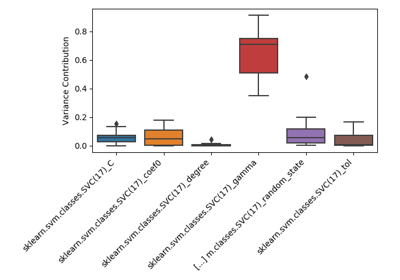 Variance Contribution
0.8
0.6
0.4
0.2
0.0
sklearn.svm.classes.SVC(17)_C
sklearn.svm.classes.SVC(17)_coef0
sklearn.svm.classes.SVC(17)_degree
sklearn.svm.classes.SVC(17)_gamma
[...] m.classes.SVC(17)_random_state
sklearn.svm.classes.SVC(17)_tol